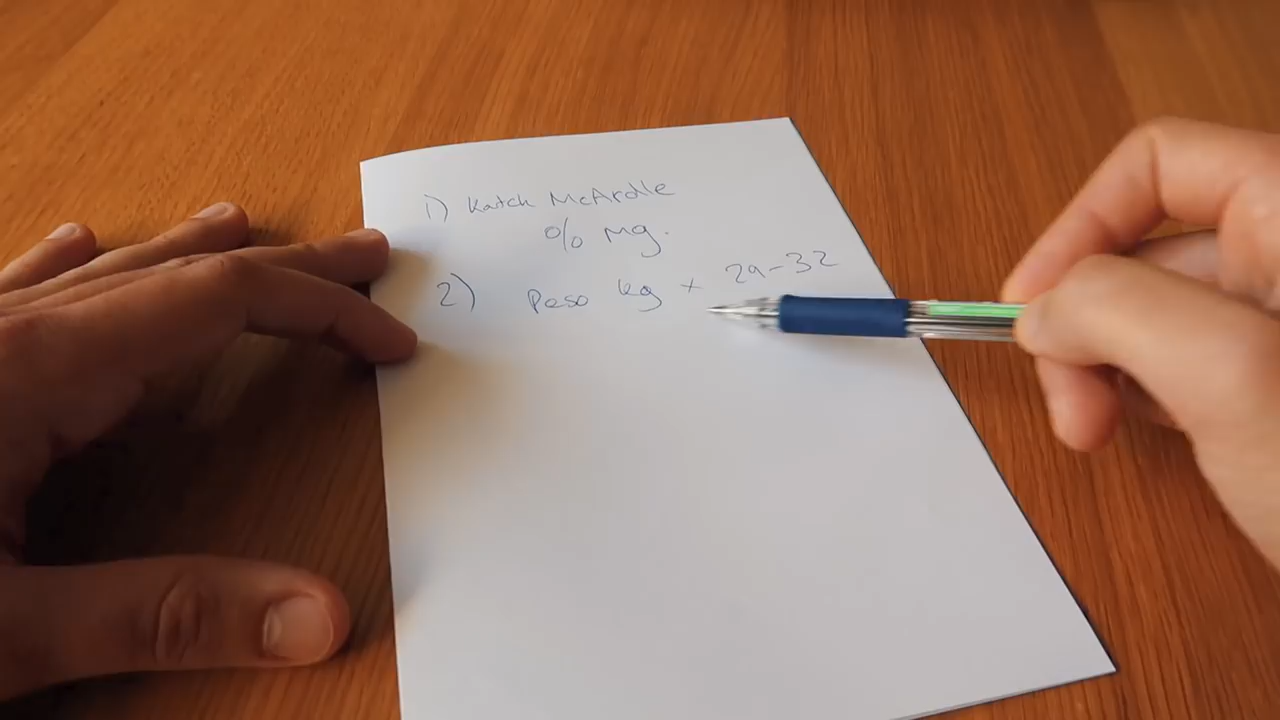 1) Katch McArdle
% Mg.
2) Peso kg x 29-32